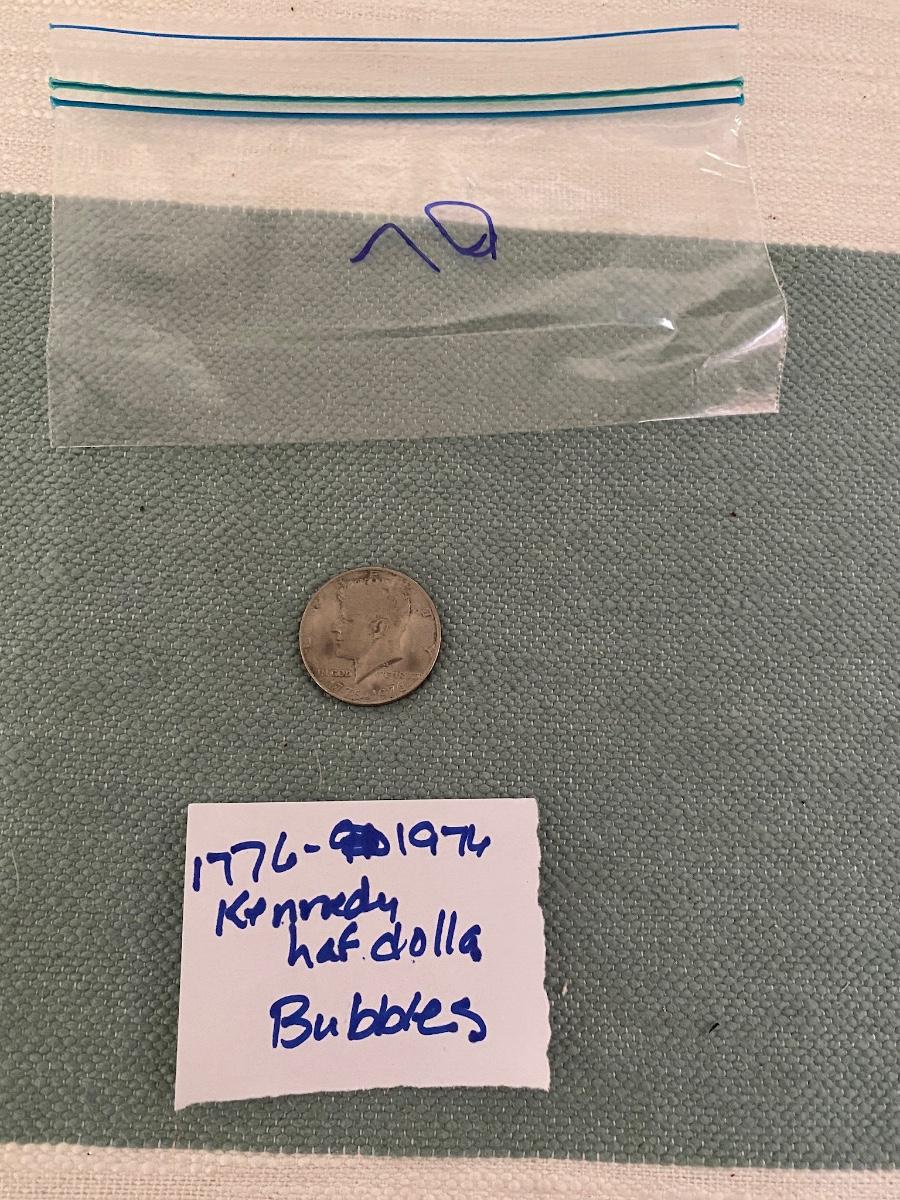 1776-1976
Kennedy
haf dolla
Bubbles